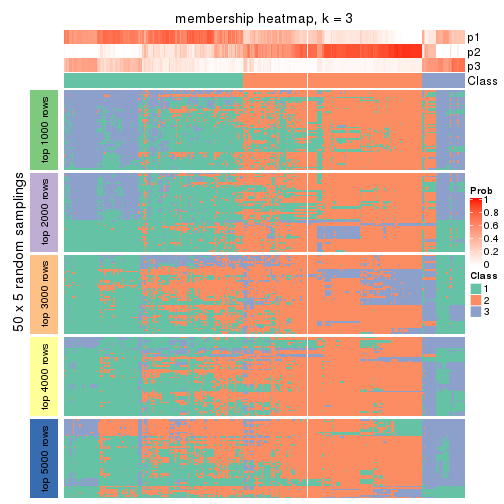 membership heatmap, k = 3
p1
p2
p3
Class
50 x 5 random samplings
top 1000 rows
top 2000 rows
top 3000 rows
top 4000 rows
top 5000 rows
Prob
1
0.8
0.6
0.4
0.2
0
Class
1
2
3